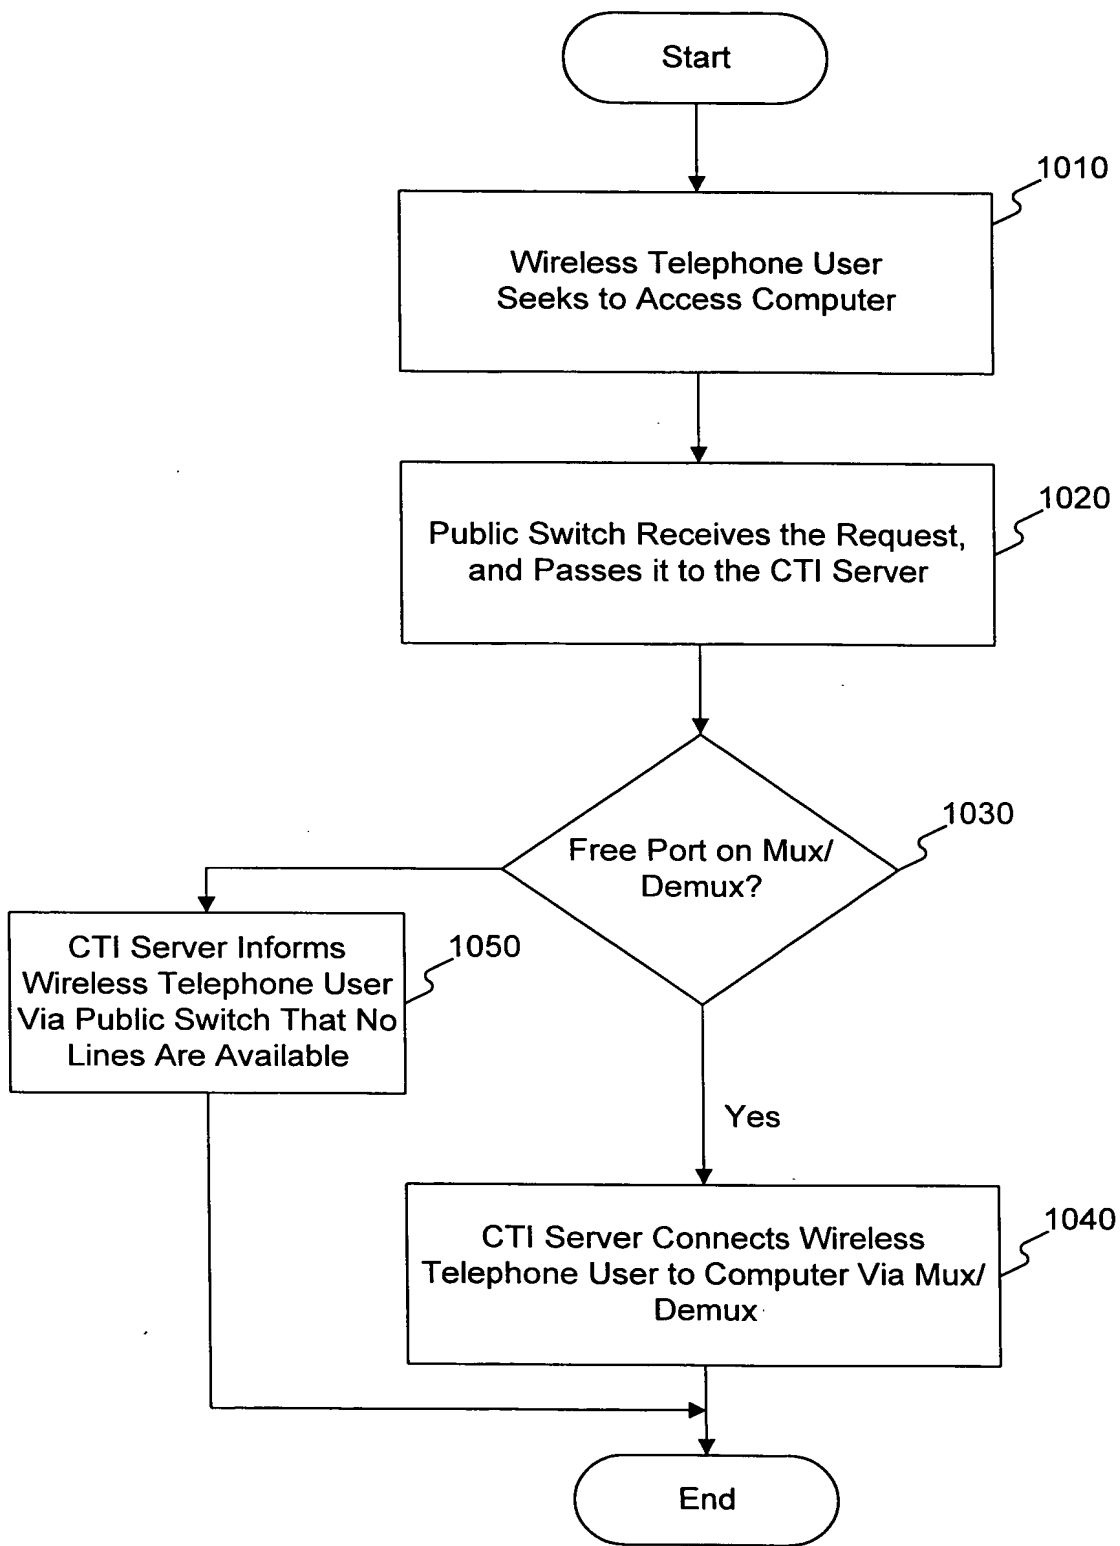 Start
1010
Wireless Telephone User
Seeks to Access Computer
1020
Public Switch Receives the Request,
and Passes it to the CTI Server
1030
Free Port on Mux/
Demux?
CTI Server Informs
Wireless Telephone User
Via Public Switch That No
Lines Are Available
1050
Yes
1040
CTI Server Connects Wireless
Telephone User to Computer Via Mux/
Demux
End